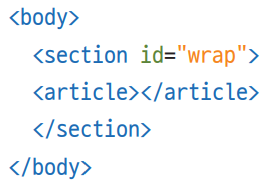 <body>
<section id="wrap">
<article></article>
</section>
</body>